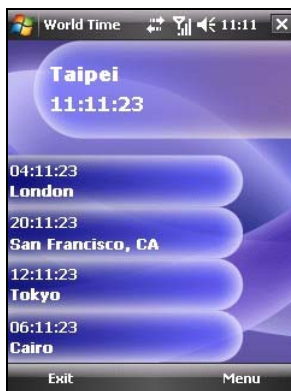 World Time 11:11
Taipei
11:11:23
04:11:23
London
20:11:23
San Francisco, CA
12:11:23
Tokyo
06:11:23
Cairo
Exit Menu